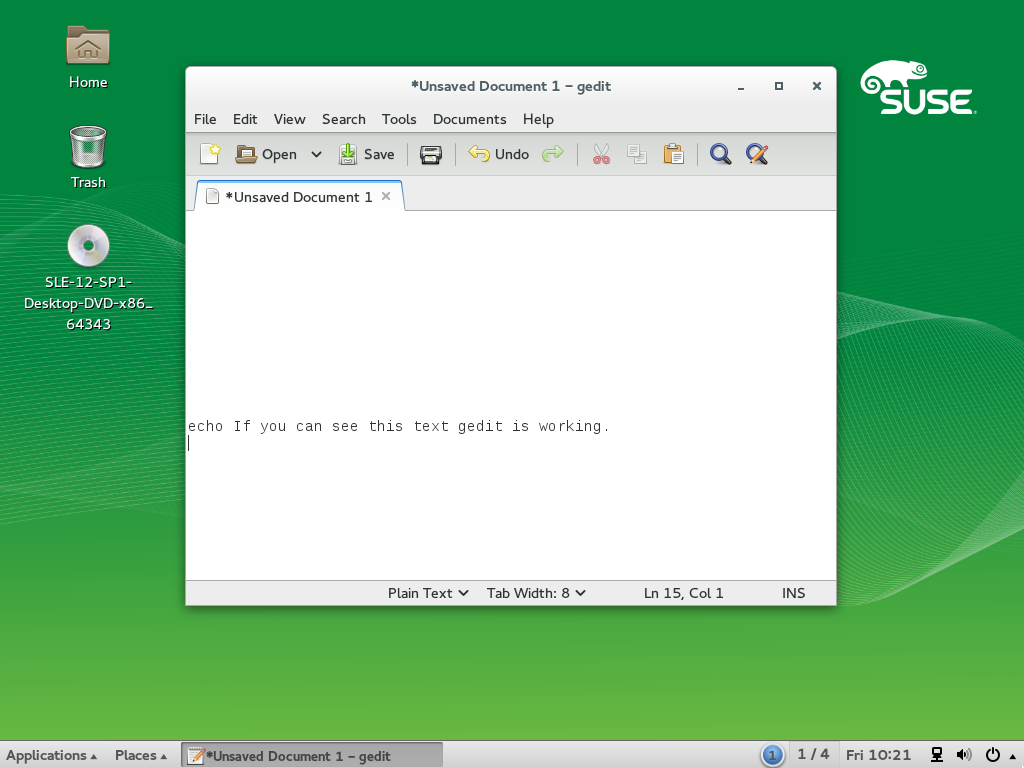 Home
Trash
SLE-12-SP1-
Desktop-DVD-x86_
64343
SUSE
*Unsaved Document 1 – gedit
File Edit View Search Tools Documents Help
Open Save Undo
*Unsaved Document 1
echo If you can see this text gedit is working.
Plain Text Tab Width: 8 Ln 15, Col 1 INS
Applications Places *Unsaved Document 1 – gedit 1 1 / 4 Fri 10:21